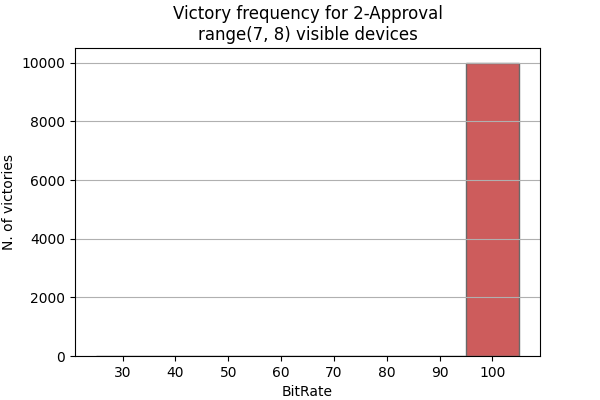 Victory frequency for 2-Approval
range(7, 8) visible devices
10000
8000
6000
4000
2000
0
N. of victories
30 40 50 60 70 80 90 100
BitRate